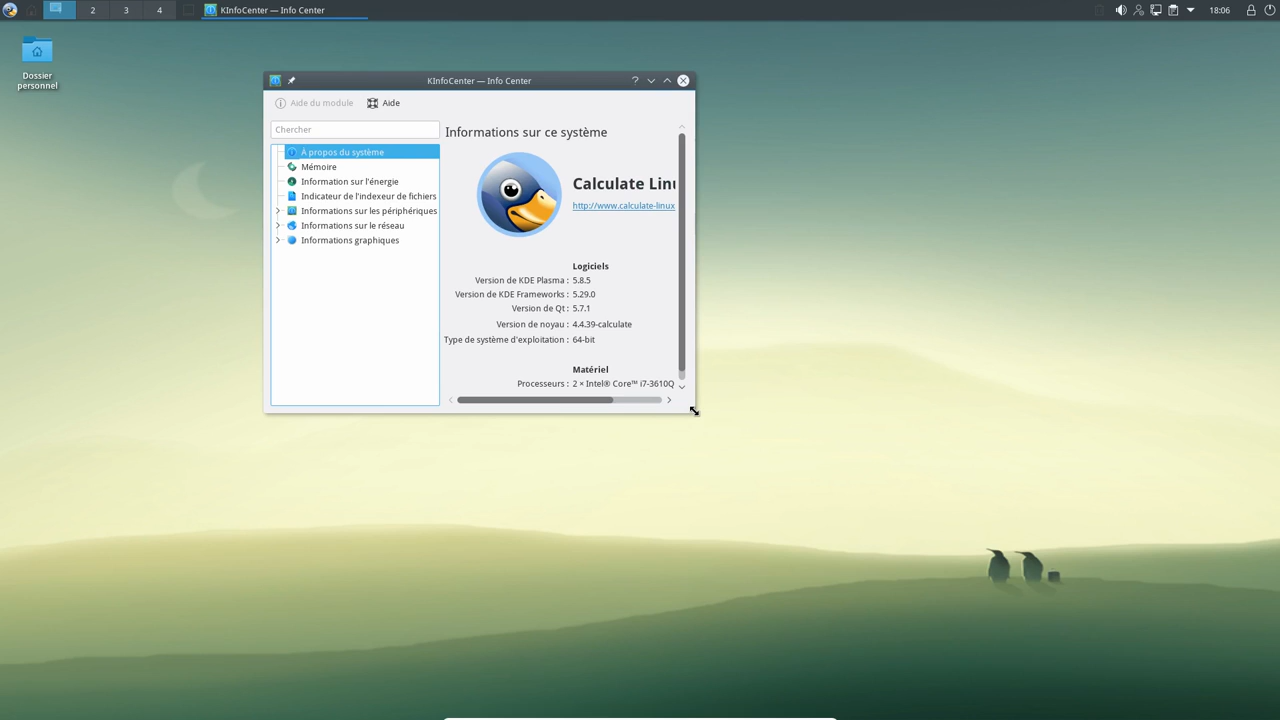 2
3
4
KInfoCenter — Info Center
18:06
Dossier
personnel
KInfoCenter — Info Center
Aide du module
Aide
Chercher
À propos du système
Mémoire
Information sur l'énergie
Indicateur de l'indexeur de fichiers
Informations sur les périphériques
Informations sur le réseau
Informations graphiques
Informations sur ce système
Calculate Linu
http://www.calculate-linux
Logiciels
Version de KDE Plasma : 5.8.5
Version de KDE Frameworks : 5.29.0
Version de Qt : 5.7.1
Version de noyau : 4.4.39-calculate
Type de système d'exploitation : 64-bit
Matériel
Processeurs : 2 × Intel® Core™ i7-3610Q